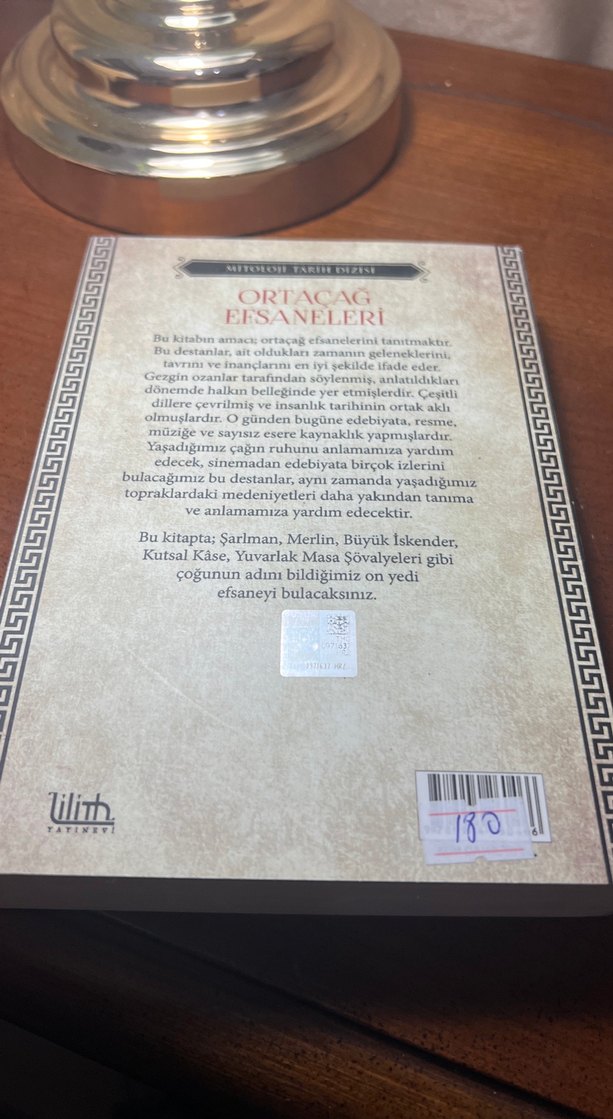 MİTOLOJİ TARİH DİZİSİ
ORTAÇAĞ
EFSANELERİ
Bu kitabın amacı; ortaçağ efsanelerini tanıtmaktır.
Bu destanlar, ait oldukları zamanın geleneklerini,
tavrını ve inançlarını en iyi şekilde ifade eder.
Gezgin ozanlar tarafından söylenmiş, anlatıldıkları
dönemde halkın belleğinde yer etmişlerdir. Çeşitli
dillere çevrilmiş ve insanlık tarihinin ortak aklı
olmuşlardır. O günden bugüne edebiyata, resme,
müziğe ve sayısız esere kaynaklık yapmışlardır.
Yaşadığımız çağın ruhunu anlamamıza yardım
edecek, sinemadan edebiyata birçok izlerini
bulacağımız bu destanlar, aynı zamanda yaşadığımız
topraklardaki medeniyetleri daha yakından tanıma
ve anlamamıza yardım edecektir.
Bu kitapta; Şarlman, Merlin, Büyük İskender,
Kutsal Kâse, Yuvarlak Masa Şövalyeleri gibi
çoğunun adını bildiğimiz on yedi
efsaneyi bulacaksınız.
lilith
YAYINEVİ
180
6